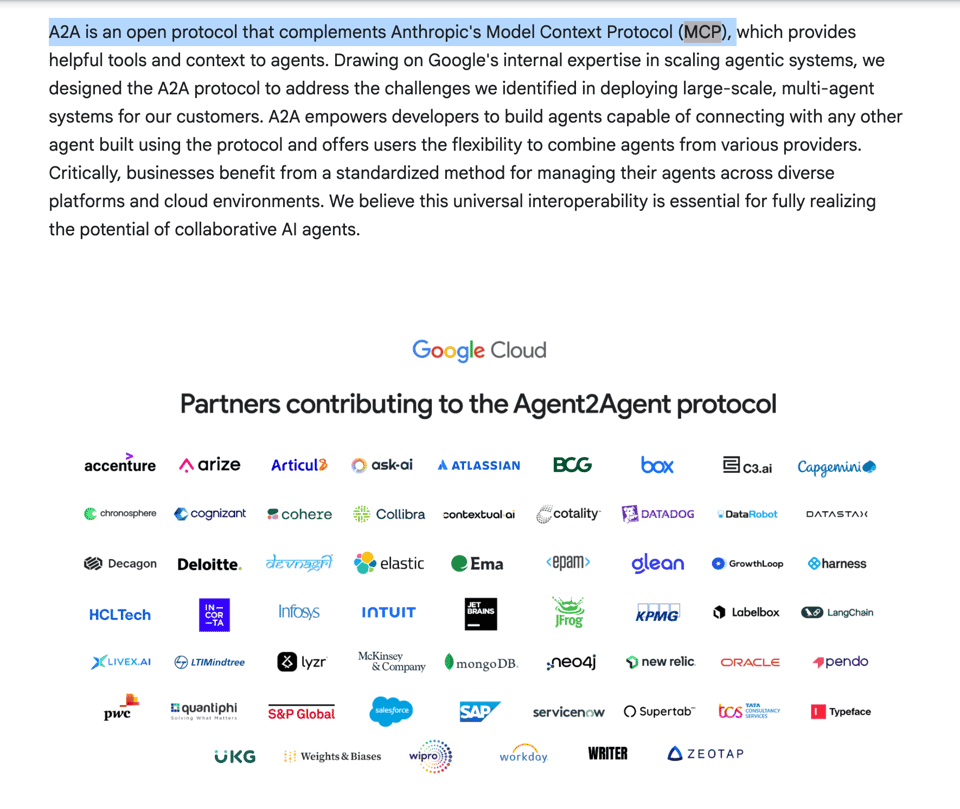 A2A is an open protocol that complements Anthropic's Model Context Protocol (MCP), which provides
helpful tools and context to agents. Drawing on Google's internal expertise in scaling agentic systems, we
designed the A2A protocol to address the challenges we identified in deploying large-scale, multi-agent
systems for our customers. A2A empowers developers to build agents capable of connecting with any other
agent built using the protocol and offers users the flexibility to combine agents from various providers.
Critically, businesses benefit from a standardized method for managing their agents across diverse
platforms and cloud environments. We believe this universal interoperability is essential for fully realizing
the potential of collaborative AI agents.
Google Cloud
Partners contributing to the Agent2Agent protocol
accenture arize Articul8 ask-ai ATLASSIAN BCG box C3.ai Capgemini
chronosphere cognizant cohere Collibra contextual ai cotality DATADOG DataRobot DATASTAX
Decagon Deloitte. devnagri elastic Ema <epam> glean GrowthLoop harness
HCLTech IN–COR–TA Infosys INTUIT JET BRAINS JFrog KPMG Labelbox LangChain
LIVEX.AI LTIMindtree lyzr McKinsey & Company mongoDB. neo4j new relic. ORACLE pendo
pwc quantiphi Solving What Matters S&P Global salesforce SAP servicenow Supertab™ tcs TATA CONSULTANCY SERVICES Typeface
UKG Weights & Biases wipro workday. WRITER ZEOTAP